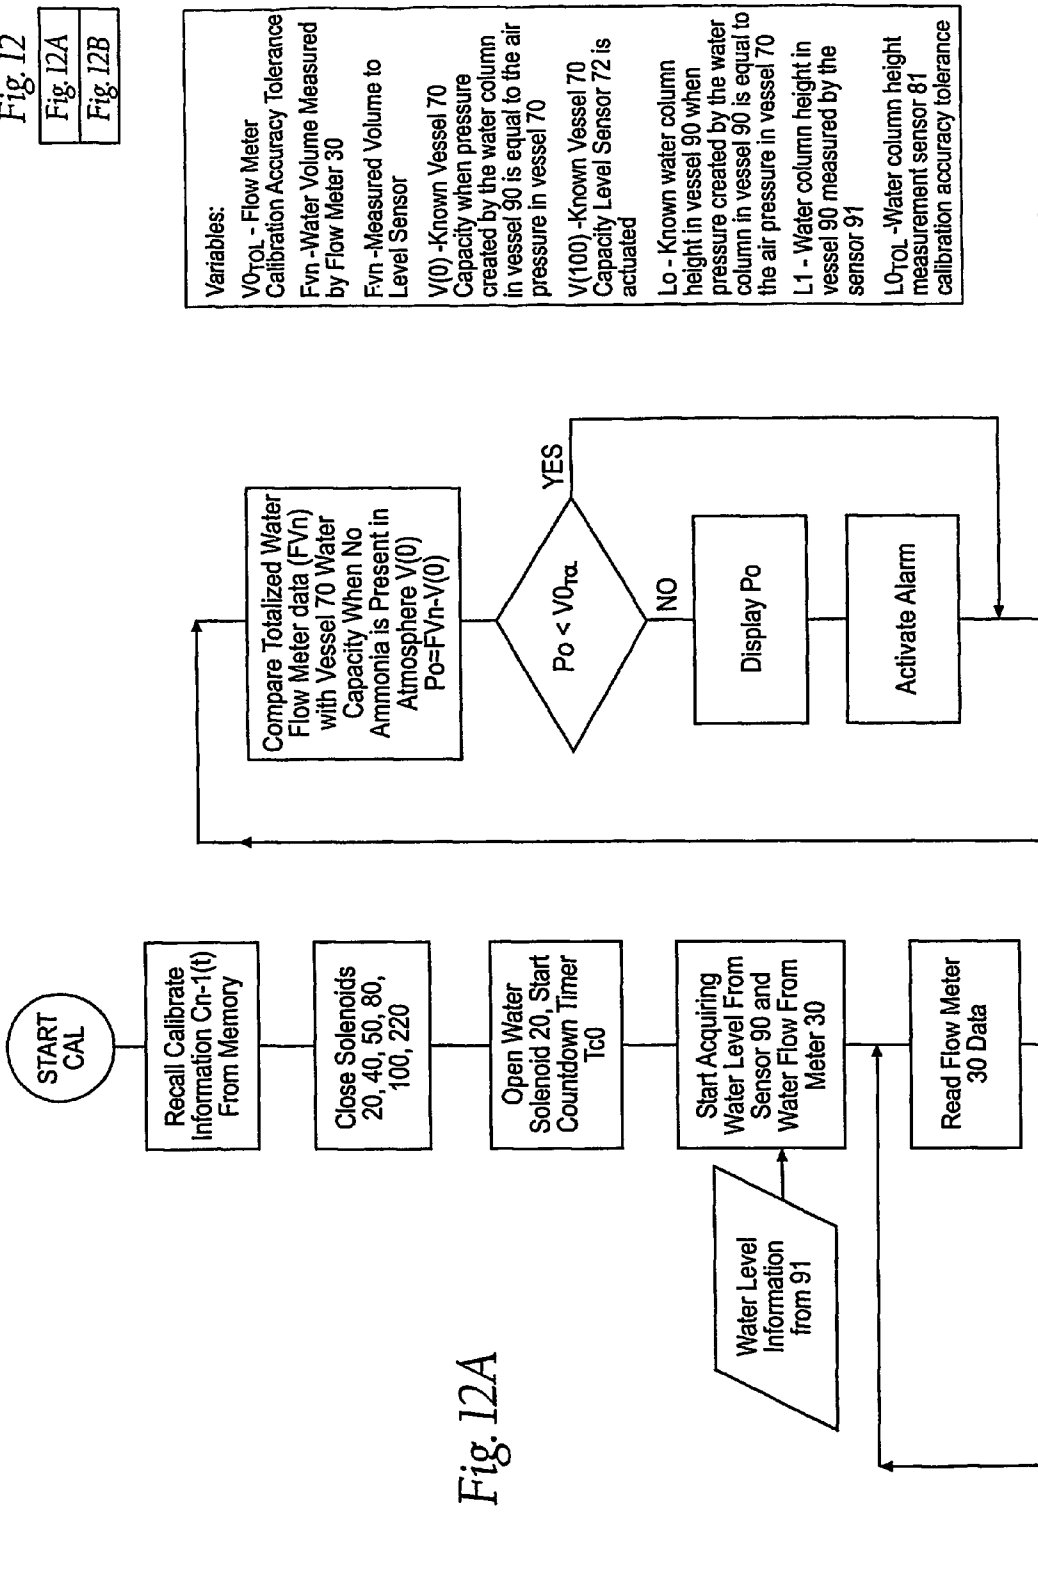 Fig. 12
Fig. 12A
Fig. 12B
Fig. 12A
START
CAL
Recall Calibrate
Information Cn-1(t)
From Memory
Close Solenoids
20, 40, 50, 80,
100, 220
Open Water
Solenoid 20, Start
Countdown Timer
Tc0
Water Level
Information
from 91
Start Acquiring
Water Level From
Sensor 90 and
Water Flow From
Meter 30
Read Flow Meter
30 Data
Compare Totalized Water
Flow Meter data (FVn)
with Vessel 70 Water
Capacity When No
Ammonia is Present in
Atmosphere V(0)
Po=FVn-V(0)
Po < V0TOL
YES
NO
Display Po
Activate Alarm
Variables:
V0TOL - Flow Meter
Calibration Accuracy Tolerance
Fvn -Water Volume Measured
by Flow Meter 30
Fvn -Measured Volume to
Level Sensor
V(0) -Known Vessel 70
Capacity when pressure
created by the water column
in vessel 90 is equal to the air
pressure in vessel 70
V(100) -Known Vessel 70
Capacity Level Sensor 72 is
actuated
Lo - Known water column
height in vessel 90 when
pressure created by the water
column in vessel 90 is equal to
the air pressure in vessel 70
L1 - Water column height in
vessel 90 measured by the
sensor 91
L0TOL -Water column height
measurement sensor 81
calibration accuracy tolerance